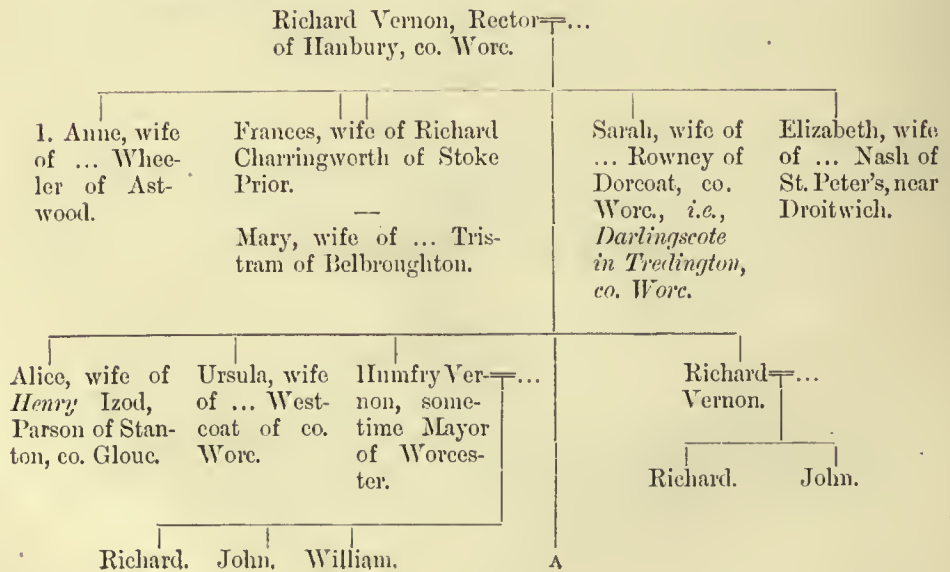 Richard Vernon, Rector=...
of Hanbury, co. Worc.
1. Anne, wife
of ... Whee-
ler of Ast-
wood.
Frances, wife of Richard
Charringworth of Stoke
Prior.
—
Mary, wife of ... Tris-
tram of Belbroughton.
Sarah, wife of
... Rowney of
Dorcoat, co.
Worc., i.e.,
Darlingscote
in Tredington,
co. Worc.
Elizabeth, wife
of ... Nash of
St. Peter's, near
Droitwich.
Alice, wife of
Henry Izod,
Parson of Stan-
ton, co. Glouc.
Ursula, wife
of ... West-
coat of co.
Worc.
Humfry Ver-=...
non, some-
time Mayor
of Worces-
ter.
Richard=...
Vernon.
Richard. John.
Richard. John. William.
A